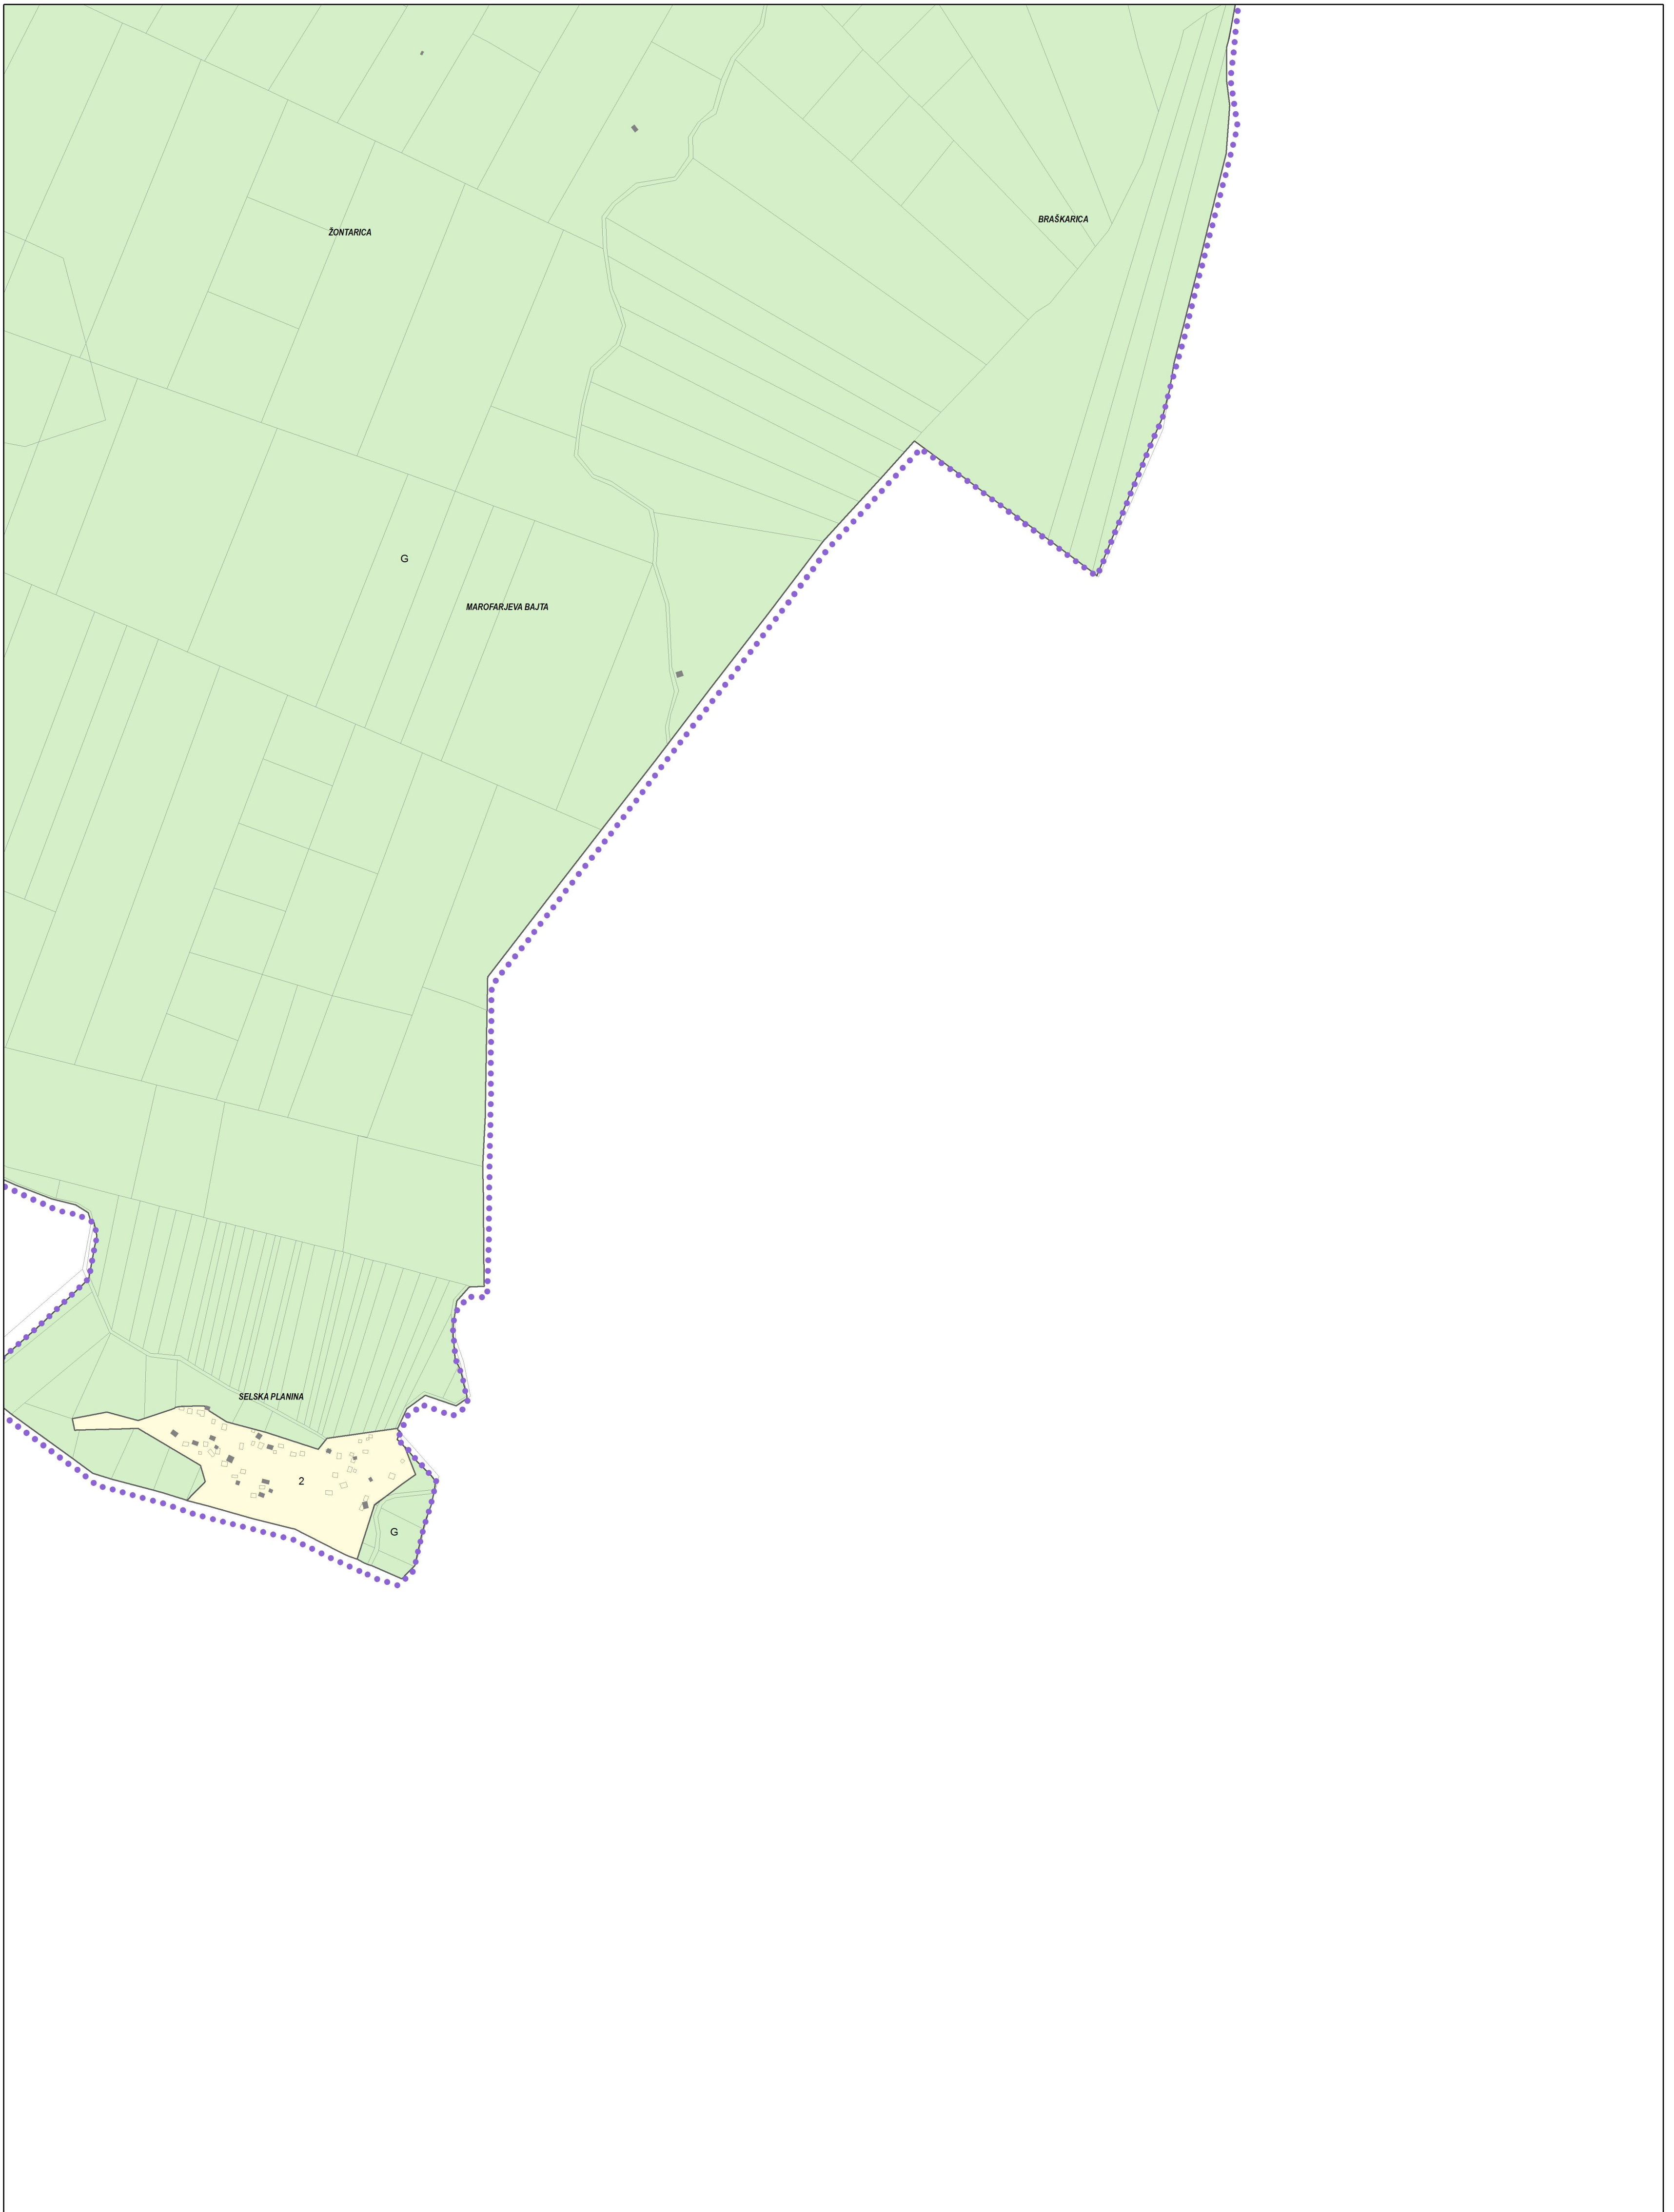 BRAŠKARICA
ŽONTARICA
G
MAROFARJEVA BAJTA
SELSKA PLANINA
2
G